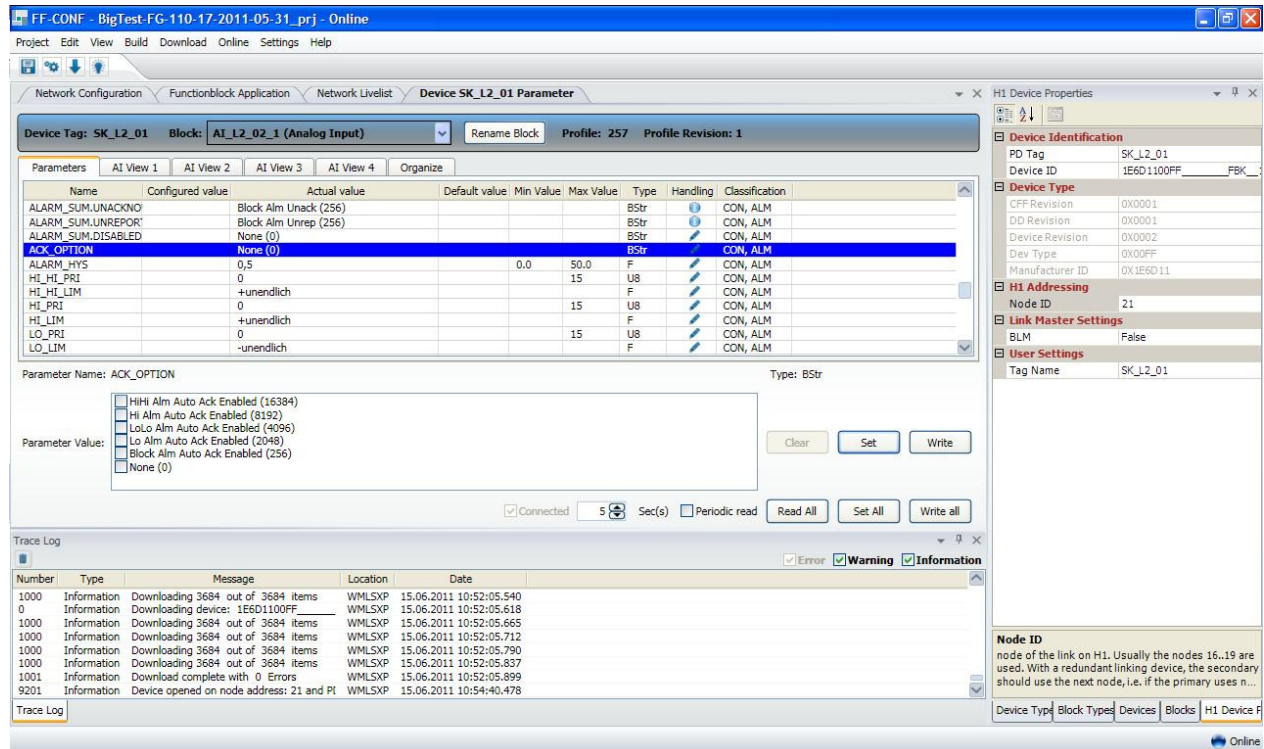 FF-CONF - BigTest-FG-110-17-2011-05-31_prj - Online
Project Edit View Build Download Online Settings Help
Network Configuration Functionblock Application Network Livelist Device SK_L2_01 Parameter
Device Tag: SK_L2_01 Block: AI_L2_02_1 (Analog Input) Rename Block Profile: 257 Profile Revision: 1
Parameters AI View 1 AI View 2 AI View 3 AI View 4 Organize
Name Configured value Actual value Default value Min Value Max Value Type Handling Classification
ALARM_SUM.UNACKNO Block Alm Unack (256) BStr CON, ALM
ALARM_SUM.UNREPOR Block Alm Unrep (256) BStr CON, ALM
ALARM_SUM.DISABLED None (0) BStr CON, ALM
ACK_OPTION None (0) BStr CON, ALM
ALARM_HYS 0,5 0.0 50.0 F CON, ALM
HI_HI_PRI 0 15 U8 CON, ALM
HI_HI_LIM +unendlich F CON, ALM
HI_PRI 0 15 U8 CON, ALM
HI_LIM +unendlich F CON, ALM
LO_PRI 0 15 U8 CON, ALM
LO_LIM -unendlich F CON, ALM
Parameter Name: ACK_OPTION Type: BStr
Parameter Value:
HiHi Alm Auto Ack Enabled (16384)
Hi Alm Auto Ack Enabled (8192)
LoLo Alm Auto Ack Enabled (4096)
Lo Alm Auto Ack Enabled (2048)
Block Alm Auto Ack Enabled (256)
None (0)
Clear Set Write
Connected 5 Sec(s) Periodic read Read All Set All Write all
Trace Log
Error Warning Information
Number Type Message Location Date
1000 Information Downloading 3684 out of 3684 items WMLSXP 15.06.2011 10:52:05.540
0 Information Downloading device: 1E6D1100FF______ WMLSXP 15.06.2011 10:52:05.618
1000 Information Downloading 3684 out of 3684 items WMLSXP 15.06.2011 10:52:05.665
1000 Information Downloading 3684 out of 3684 items WMLSXP 15.06.2011 10:52:05.712
1000 Information Downloading 3684 out of 3684 items WMLSXP 15.06.2011 10:52:05.790
1000 Information Downloading 3684 out of 3684 items WMLSXP 15.06.2011 10:52:05.837
1001 Information Download complete with 0 Errors WMLSXP 15.06.2011 10:52:05.899
9201 Information Device opened on node address: 21 and WMLSXP 15.06.2011 10:54:40.478
Trace Log
H1 Device Properties
Device Identification
PD Tag SK_L2_01
Device ID 1E6D1100FF______FBK__
Device Type
CFF Revision 0X0001
DD Revision 0X0001
Device Revision 0X0002
Dev Type 0X00FF
Manufacturer ID 0X1E6D11
H1 Addressing
Node ID 21
Link Master Settings
BLM False
User Settings
Tag Name SK_L2_01
Node ID
node of the link on H1. Usually the nodes 16..19 are
used. With a redundant linking device, the secondary
should use the next node, i.e. if the primary uses n...
Device Type Block Types Devices Blocks H1 Device
Online